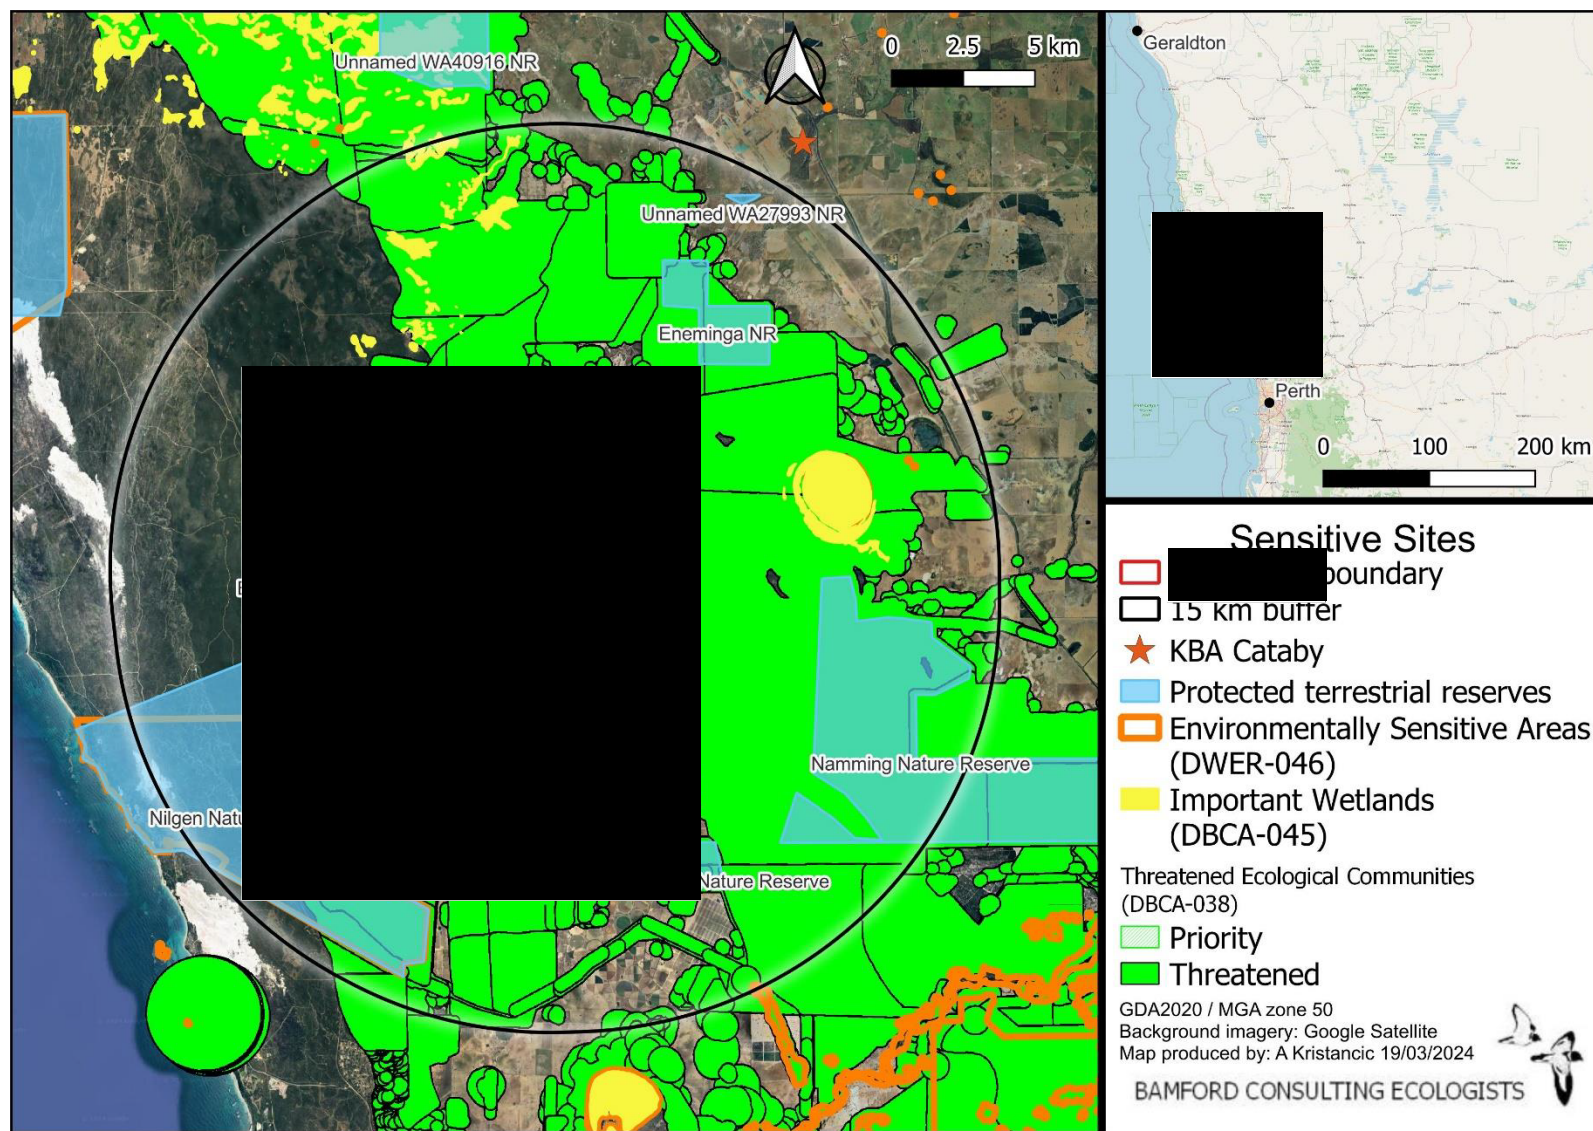 Unnamed WA40916 NR
0 2.5 5 km
Unnamed WA27993 NR
Eneminga NR
Namming Nature Reserve
Nilgen Natu
Nature Reserve
Geraldton
Perth
0 100 200 km
Sensitive Sites
boundary
15 km buffer
KBA Cataby
Protected terrestrial reserves
Environmentally Sensitive Areas
(DWER-046)
Important Wetlands
(DBCA-045)
Threatened Ecological Communities
(DBCA-038)
Priority
Threatened
GDA2020 / MGA zone 50
Background imagery: Google Satellite
Map produced by: A Kristancic 19/03/2024
BAMFORD CONSULTING ECOLOGISTS